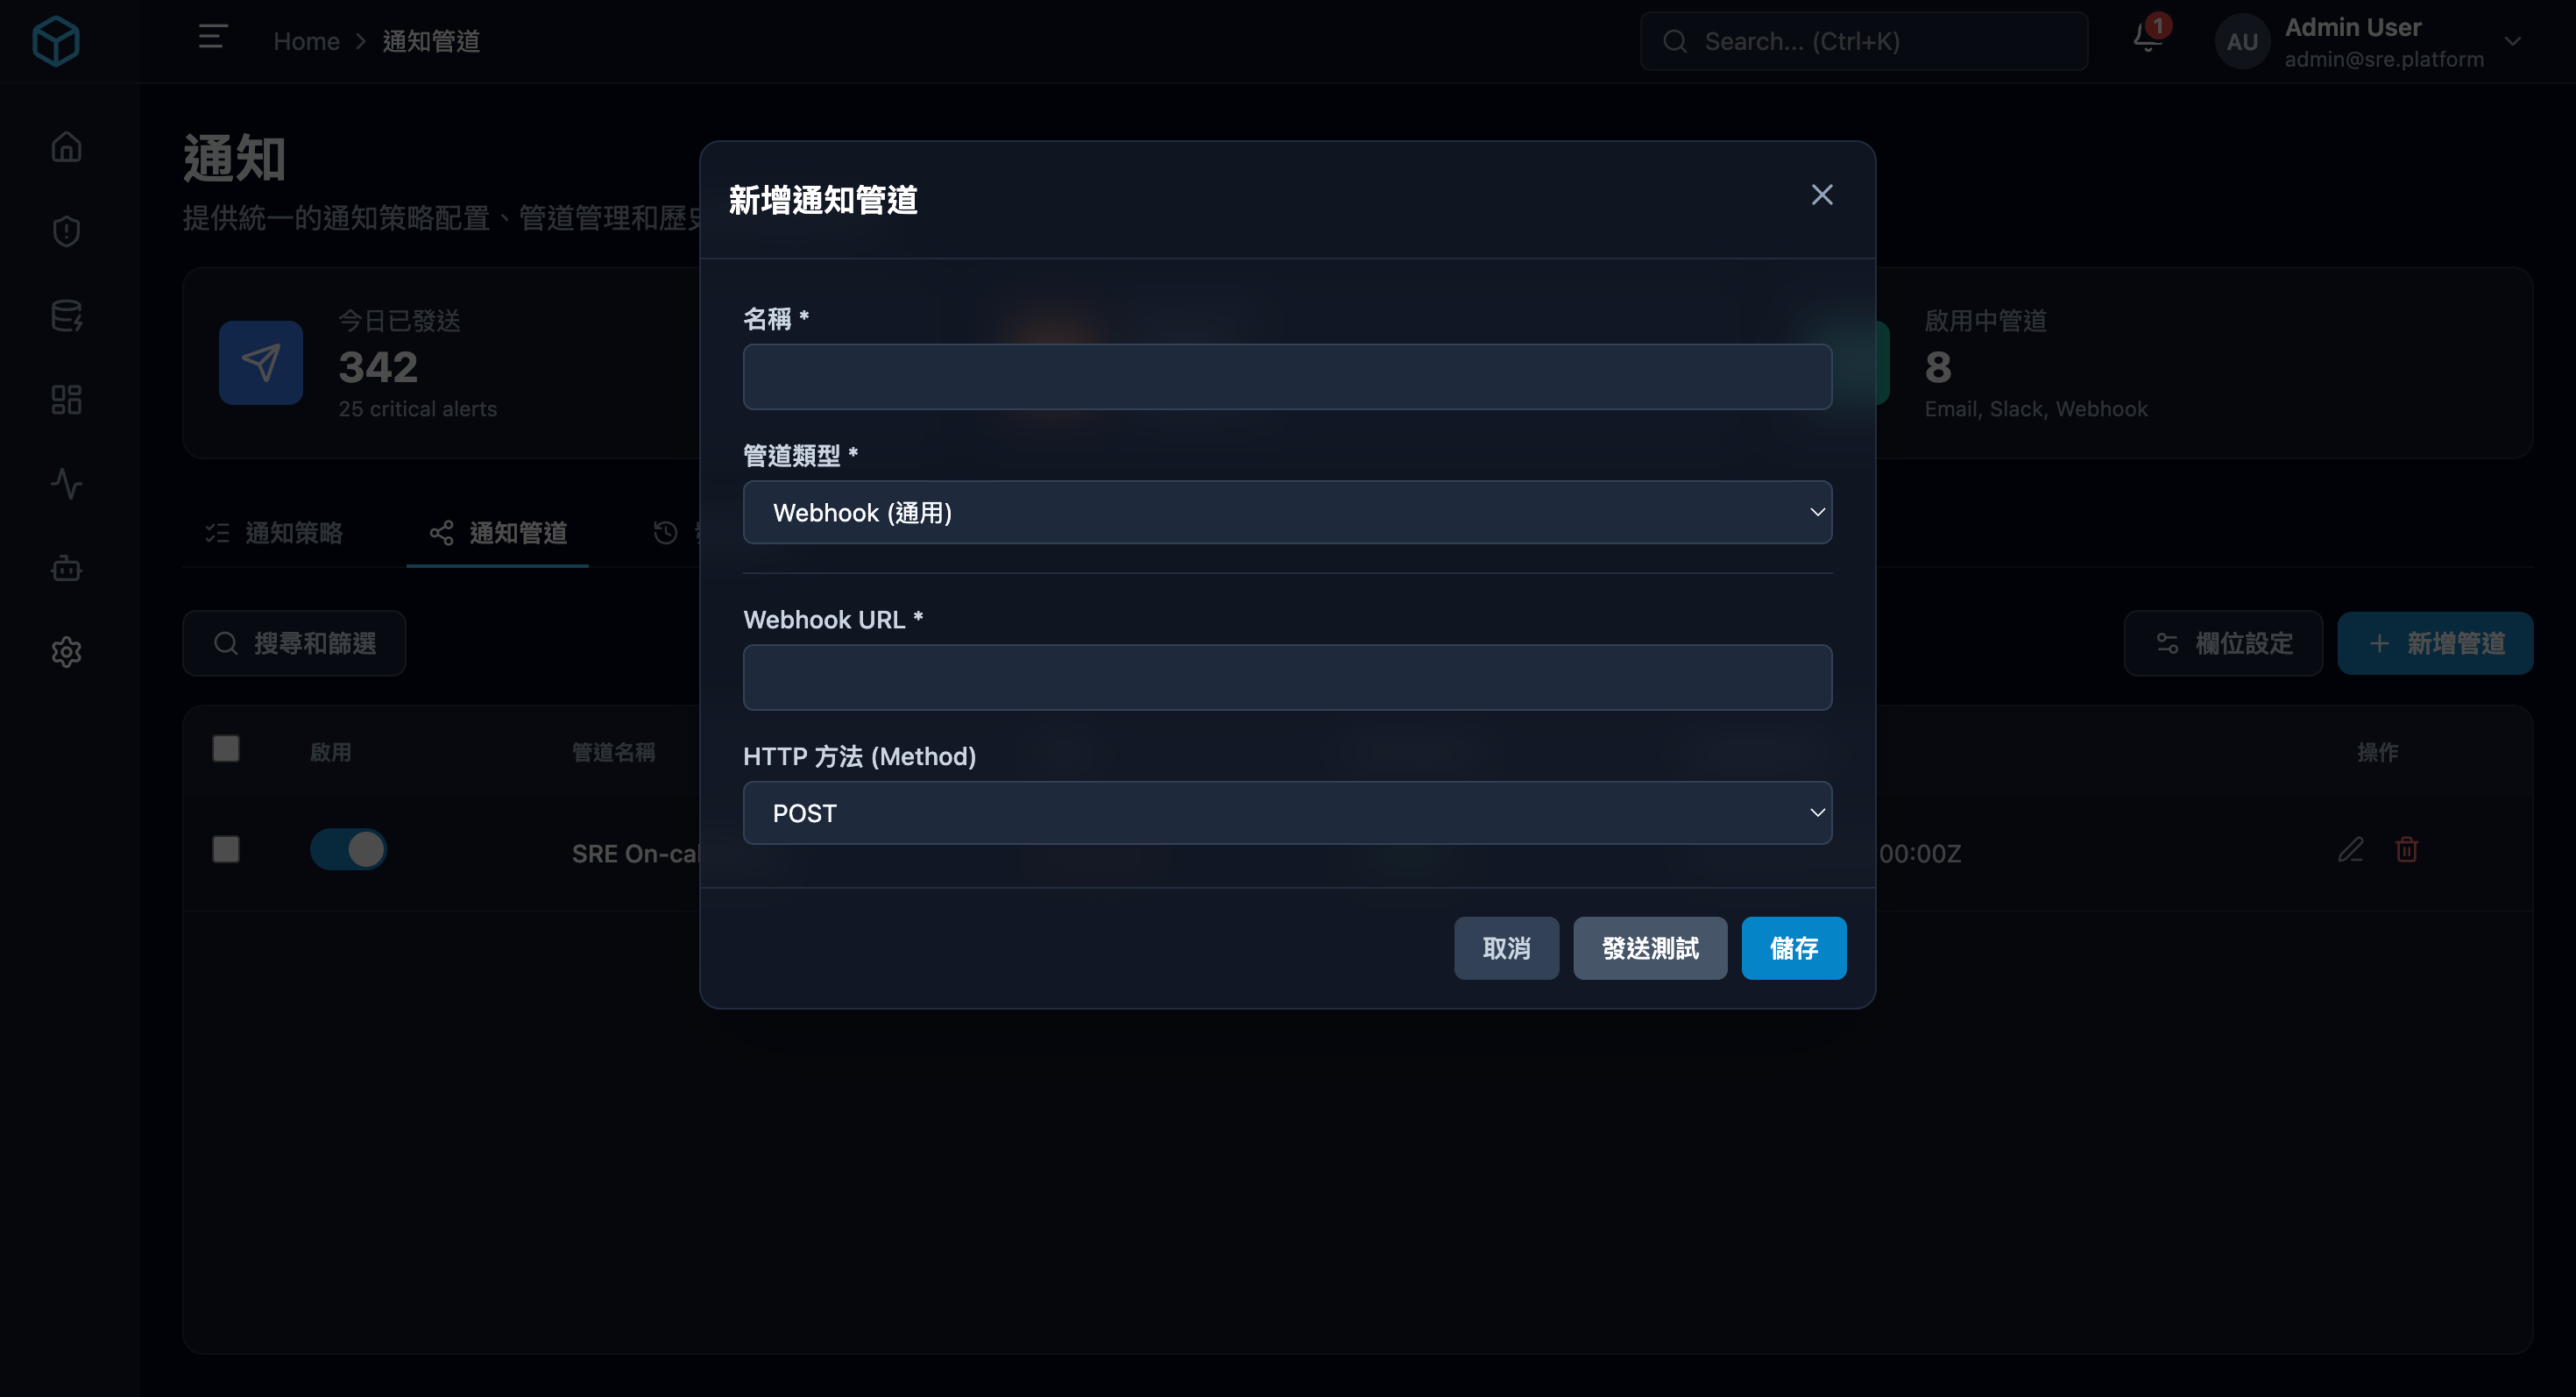 Home > 通知管道
Search... (Ctrl+K)
1
AU
Admin User
admin@sre.platform
通知
提供統一的通知策略配置、管道管理和歷史
今日已發送
342
25 critical alerts
啟用中管道
8
Email, Slack, Webhook
通知策略
通知管道
搜尋和篩選
欄位設定
+ 新增管道
啟用
管道名稱
操作
SRE On-cal
00:00Z
新增通知管道
名稱 *
管道類型 *
Webhook (通用)
Webhook URL *
HTTP 方法 (Method)
POST
取消
發送測試
儲存